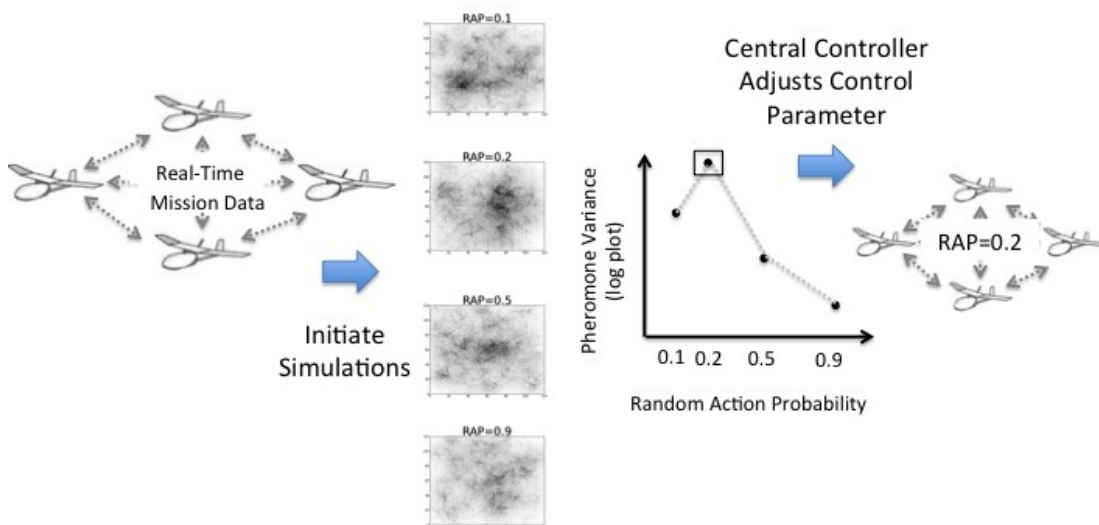 Real-Time
Mission Data
Initiate
Simulations
RAP=0.1
RAP=0.2
RAP=0.5
RAP=0.9
Central Controller
Adjusts Control
Parameter
Pheromone Variance
(log plot)
0.1 0.2 0.5 0.9
Random Action Probability
RAP=0.2